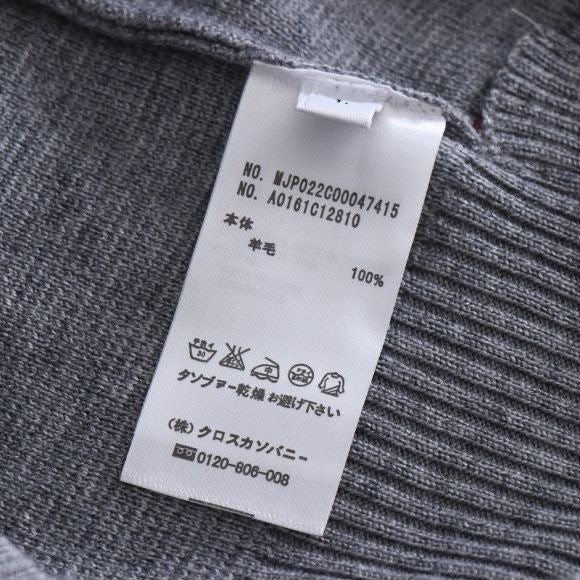 NO. MJP022C00047415
NO. A0161C12810
本体
羊毛 100%
タンブラー乾燥 お避け下さい
(株) クロスカンパニー
0120-806-008